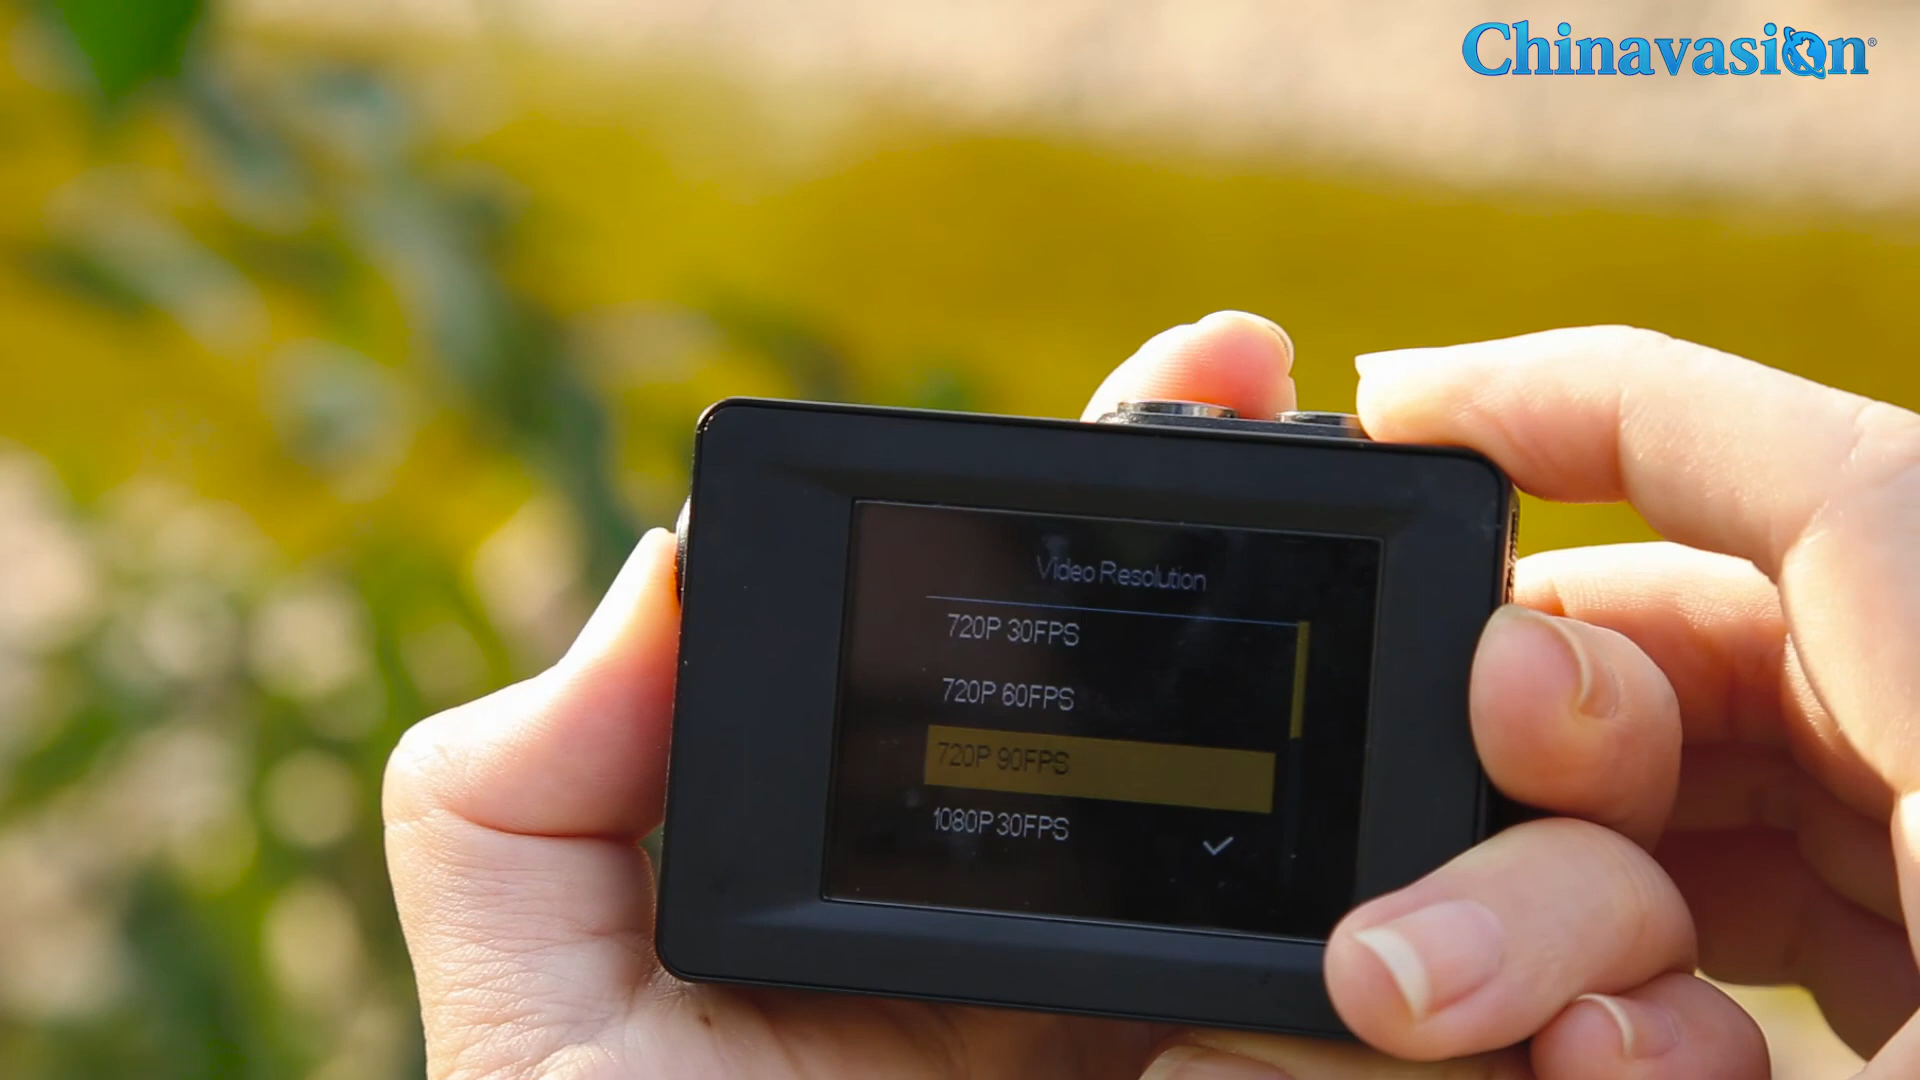 Chinavasion®
Video Resolution
720P 30FPS
720P 60FPS
720P 90FPS
1080P 30FPS